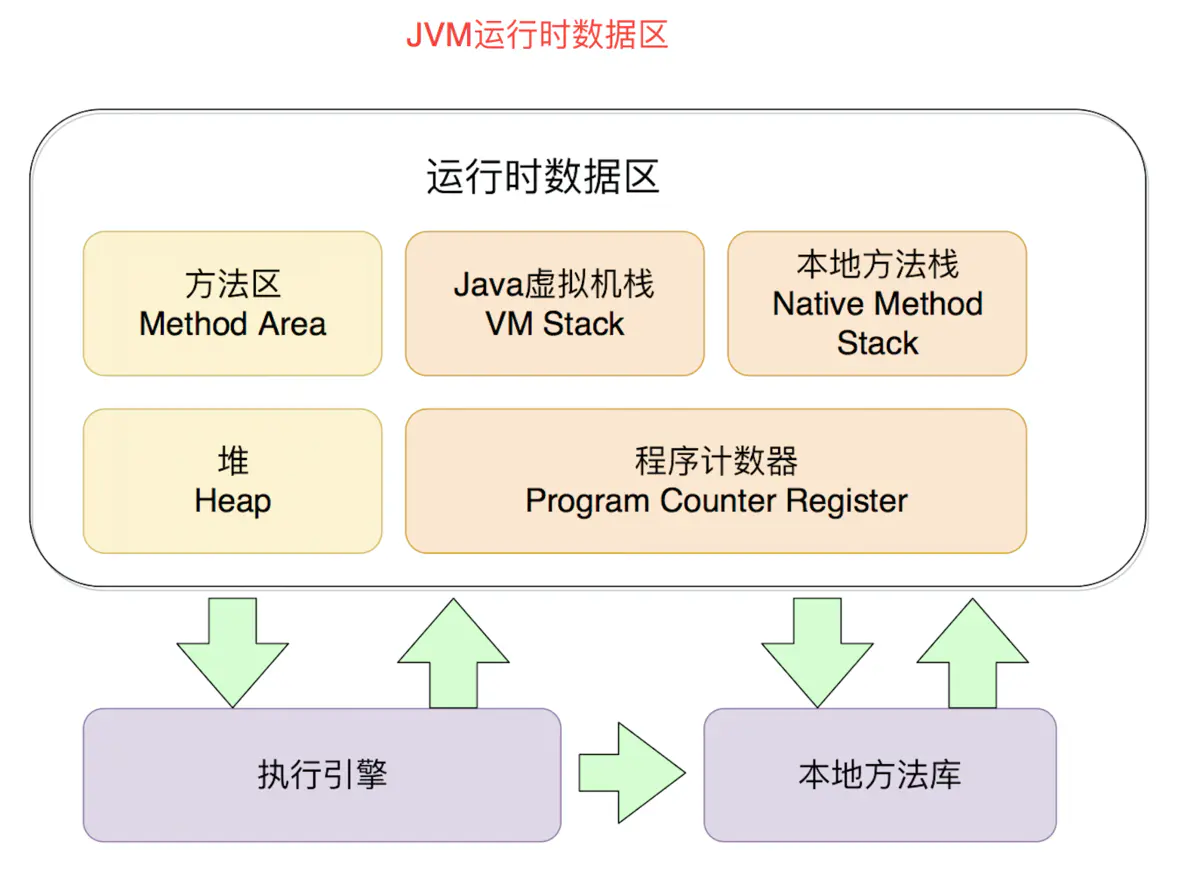 JVM运行时数据区
运行时数据区
方法区
Method Area
Java虚拟机栈
VM Stack
本地方法栈
Native Method
Stack
堆
Heap
程序计数器
Program Counter Register
执行引擎
本地方法库